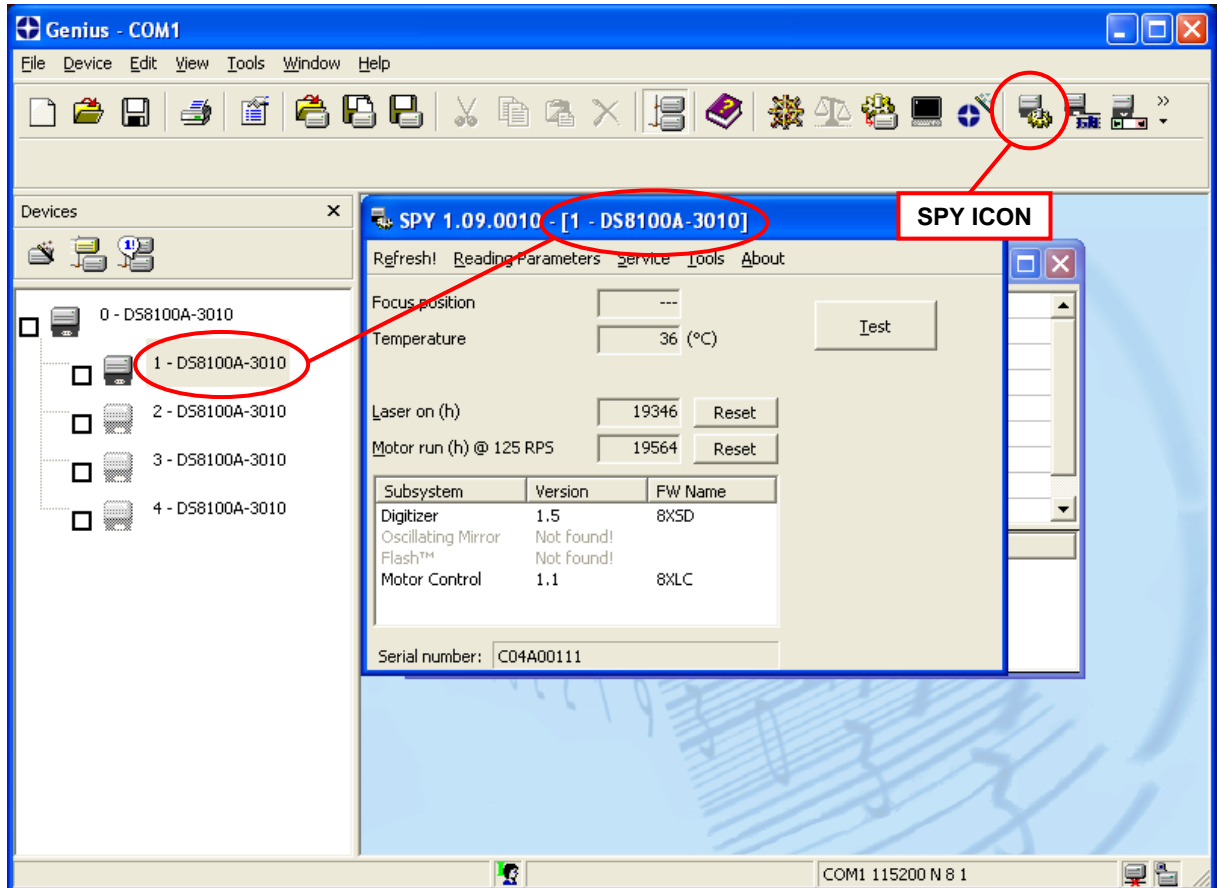 Genius - COM1
File Device Edit View Tools Window Help
SPY ICON
Devices
0 - DS8100A-3010
1 - DS8100A-3010
2 - DS8100A-3010
3 - DS8100A-3010
4 - DS8100A-3010
SPY 1.09.0010 - [1 - DS8100A-3010]
Refresh! Reading Parameters Service Tools About
Focus position ---
Temperature 36 (°C)
Test
Laser on (h) 19346 Reset
Motor run (h) @ 125 RPS 19564 Reset
Subsystem Version FW Name
Digitizer 1.5 8XSD
Oscillating Mirror Not found!
Flash™ Not found!
Motor Control 1.1 8XLC
Serial number: C04A00111
COM1 115200 N 8 1